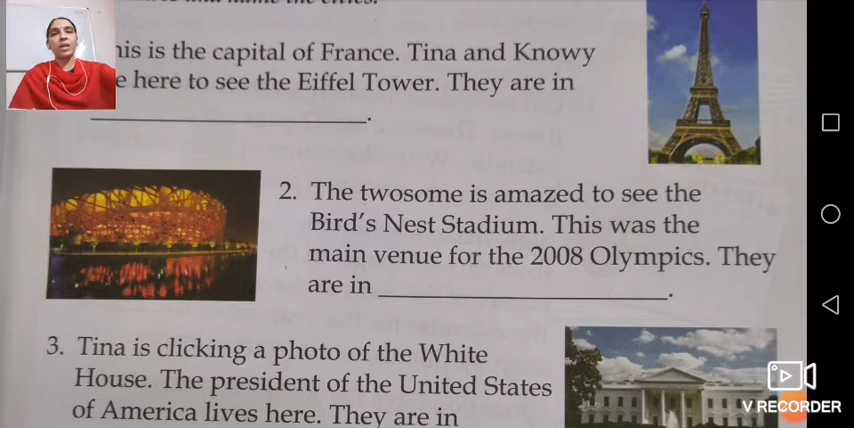 his is the capital of France. Tina and Knowy
e here to see the Eiffel Tower. They are in
.
2. The twosome is amazed to see the
Bird's Nest Stadium. This was the
main venue for the 2008 Olympics. They
are in .
3. Tina is clicking a photo of the White
House. The president of the United States
of America lives here. They are in
V RECORDER